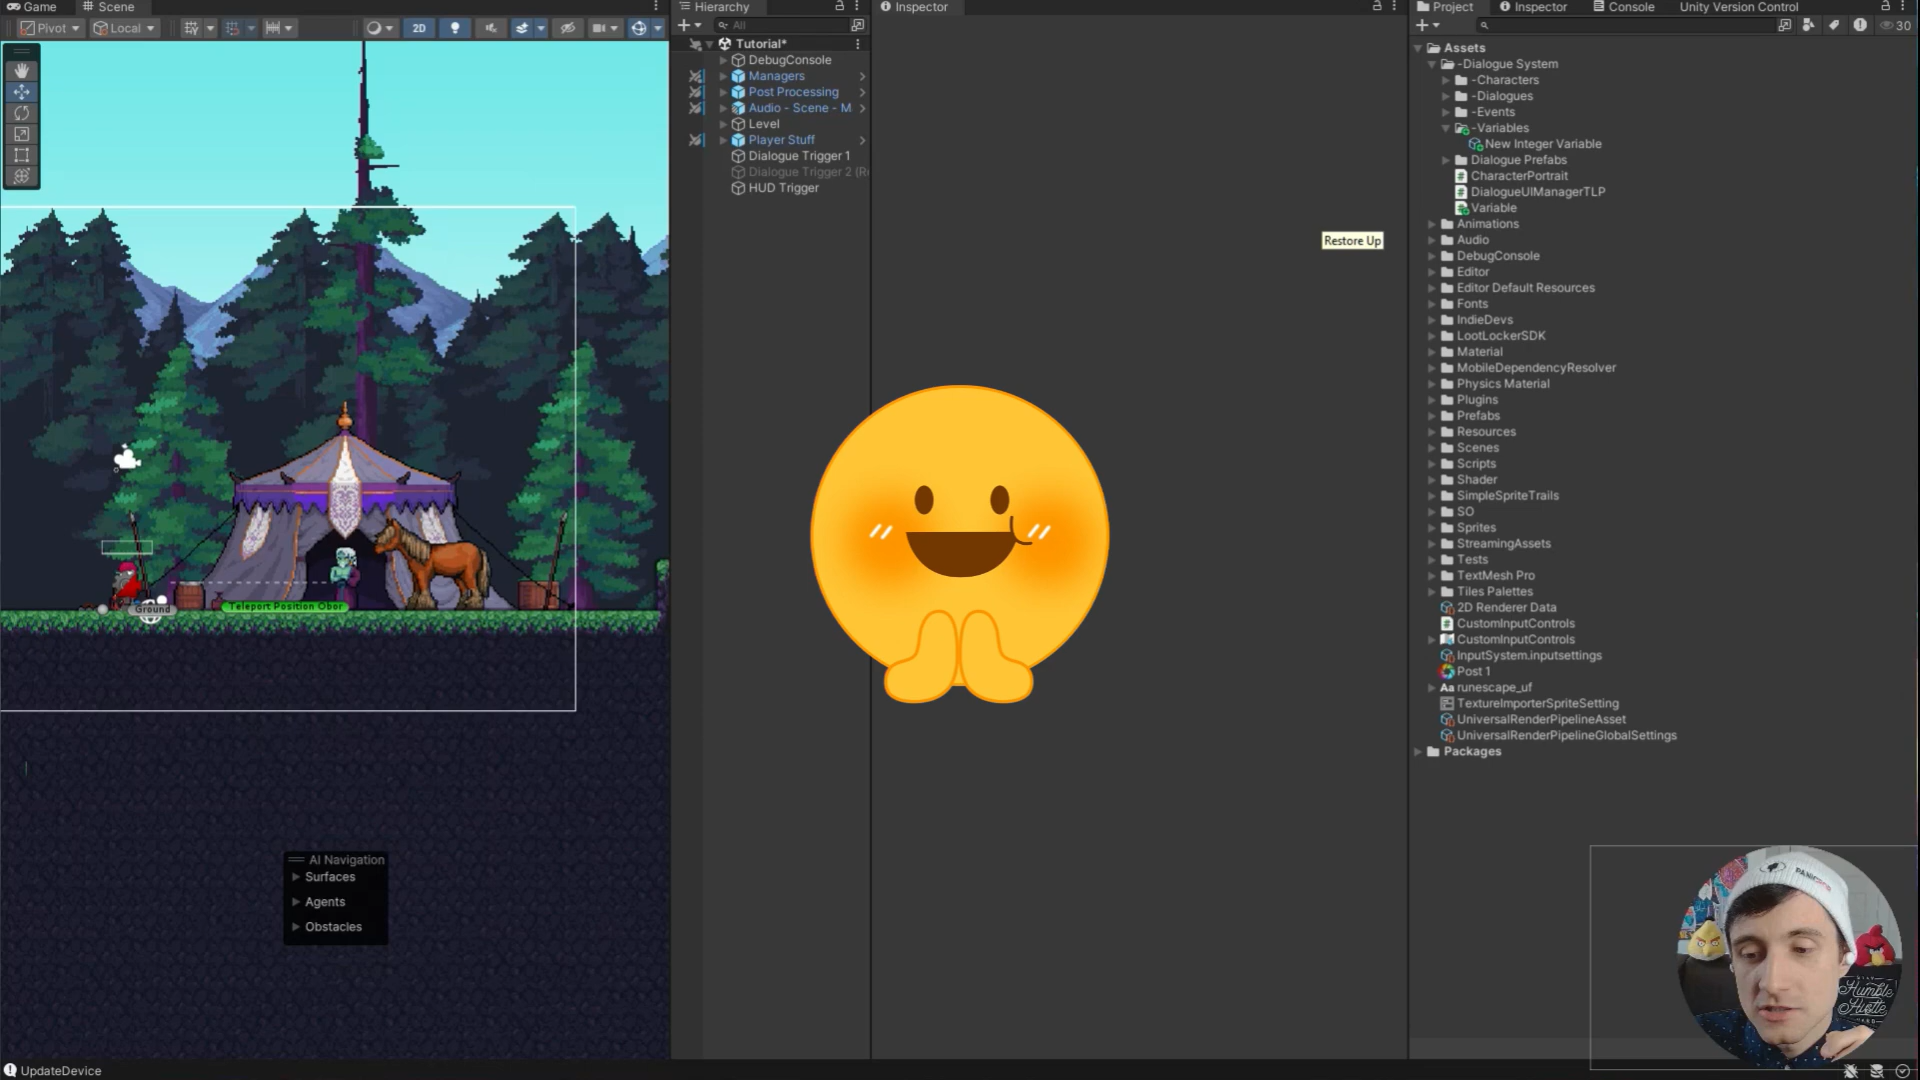 Game
Scene
Hierarchy
Inspector
Project
Inspector
Console
Unity Version Control
Pivot
Local
2D
All
30
Tutorial*
DebugConsole
Managers
Post Processing
Audio - Scene - M
Level
Player Stuff
Dialogue Trigger 1
Dialogue Trigger 2 (R
HUD Trigger
Restore Up
Assets
-Dialogue System
-Characters
-Dialogues
-Events
-Variables
New Integer Variable
Dialogue Prefabs
CharacterPortrait
DialogueUIManagerTLP
Variable
Animations
Audio
DebugConsole
Editor
Editor Default Resources
Fonts
IndieDevs
LootLockerSDK
Material
MobileDependencyResolver
Physics Material
Plugins
Prefabs
Resources
Scenes
Scripts
Shader
SimpleSpriteTrails
SO
Sprites
StreamingAssets
Tests
TextMesh Pro
Tiles Palettes
2D Renderer Data
CustomInputControls
CustomInputControls
InputSystem.inputsettings
Post 1
Aa runescape_uf
TextureImporterSpriteSetting
UniversalRenderPipelineAsset
UniversalRenderPipelineGlobalSettings
Packages
Teleport Position Obor
Ground
AI Navigation
Surfaces
Agents
Obstacles
Humble
Hustle
UpdateDevice